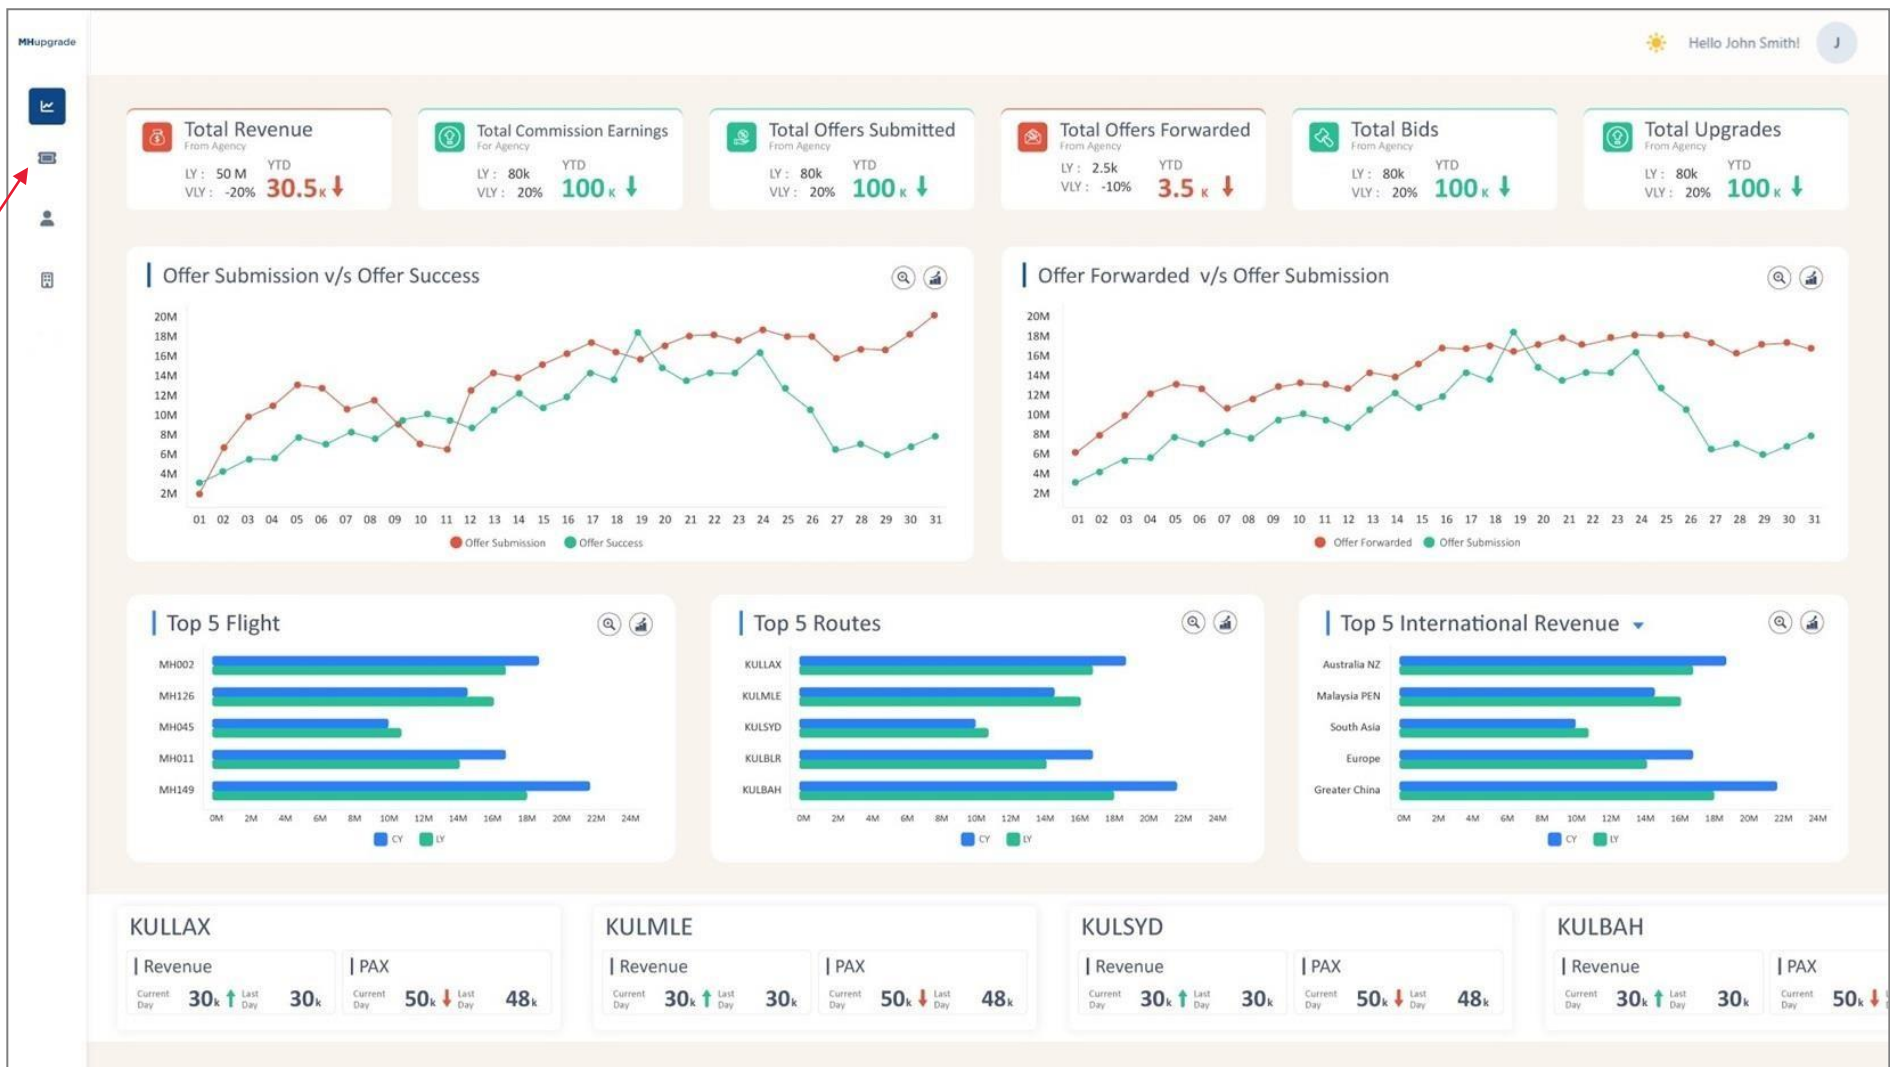 MHupgrade
Hello John Smith!
J
Total Revenue
From Agency
LY : 50 M
VLY : -20%
YTD
30.5 K
Total Commission Earnings
For Agency
LY : 80k
VLY : 20%
YTD
100 K
Total Offers Submitted
From Agency
LY : 80k
VLY : 20%
YTD
100 K
Total Offers Forwarded
From Agency
LY : 2.5k
VLY : -10%
YTD
3.5 K
Total Bids
From Agency
LY : 80k
VLY : 20%
YTD
100 K
Total Upgrades
From Agency
LY : 80k
VLY : 20%
YTD
100 K
Offer Submission v/s Offer Success
20M
18M
16M
14M
12M
10M
8M
6M
4M
2M
01 02 03 04 05 06 07 08 09 10 11 12 13 14 15 16 17 18 19 20 21 22 23 24 25 26 27 28 29 30 31
Offer Submission Offer Success
Offer Forwarded v/s Offer Submission
20M
18M
16M
14M
12M
10M
8M
6M
4M
2M
01 02 03 04 05 06 07 08 09 10 11 12 13 14 15 16 17 18 19 20 21 22 23 24 25 26 27 28 29 30 31
Offer Forwarded Offer Submission
Top 5 Flight
MH002
MH126
MH045
MH011
MH149
0M 2M 4M 6M 8M 10M 12M 14M 16M 18M 20M 22M 24M
CY LY
Top 5 Routes
KULLAX
KULMLE
KULSYD
KULBLR
KULBAH
0M 2M 4M 6M 8M 10M 12M 14M 16M 18M 20M 22M 24M
CY LY
Top 5 International Revenue
Australia NZ
Malaysia PEN
South Asia
Europe
Greater China
0M 2M 4M 6M 8M 10M 12M 14M 16M 18M 20M 22M 24M
CY LY
KULLAX
Revenue
Current Day 30k Last Day 30k
PAX
Current Day 50k Last Day 48k
KULMLE
Revenue
Current Day 30k Last Day 30k
PAX
Current Day 50k Last Day 48k
KULSYD
Revenue
Current Day 30k Last Day 30k
PAX
Current Day 50k Last Day 48k
KULBAH
Revenue
Current Day 30k Last Day 30k
PAX
Current Day 50k